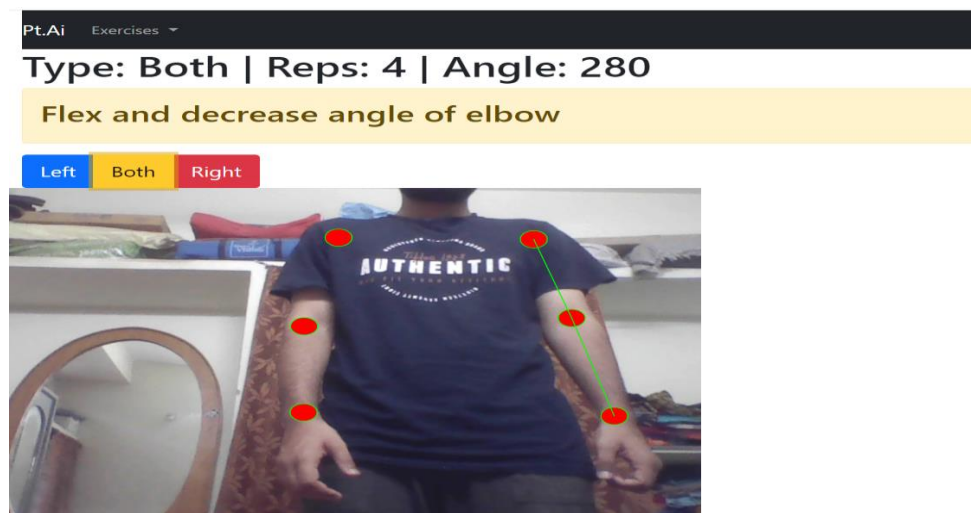 Pt.Ai Exercises
Type: Both | Reps: 4 | Angle: 280
Flex and decrease angle of elbow
Left Both Right
AUTHENTIC